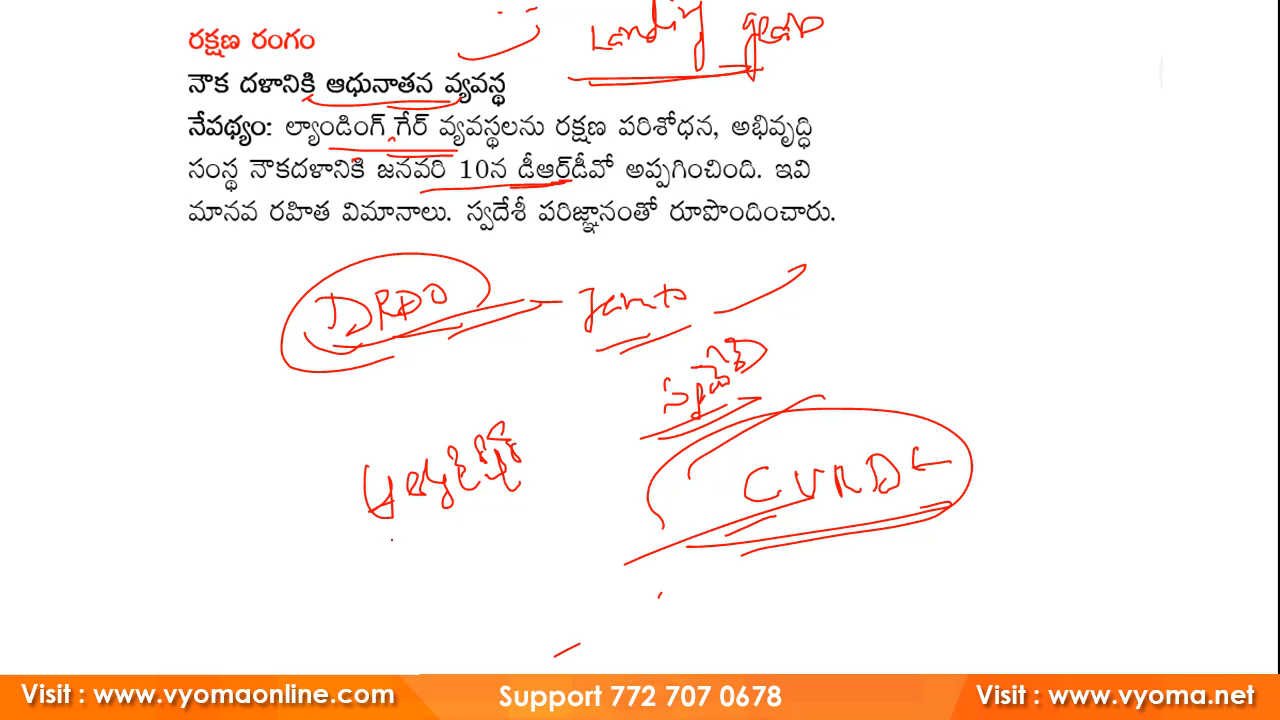 Landing gear
రక్షణ రంగం
నౌక దళానికి ఆధునాతన వ్యవస్థ
నేపథ్యం: ల్యాండింగ్ గేర్ వ్యవస్థలను రక్షణ పరిశోధన, అభివృద్ధి
సంస్థ నౌకదళానికి జనవరి 10న డీఆర్‌డీవో అప్పగించింది. ఇవి
మానవ రహిత విమానాలు. స్వదేశీ పరిజ్ఞానంతో రూపొందించారు.
DRDO
CVRDE
Visit : www.vyomaonline.com Support 772 707 0678 Visit : www.vyoma.net